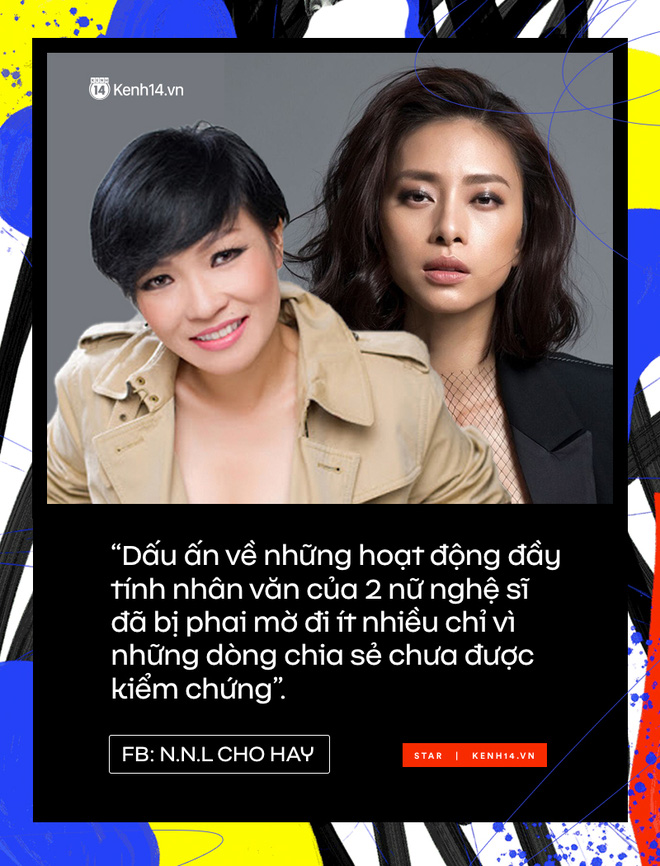 14
Kenh14.vn
“Dấu ấn về những hoạt động đầy
tính nhân văn của 2 nữ nghệ sĩ
đã bị phai mờ đi ít nhiều chỉ vì
những dòng chia sẻ chưa được
kiểm chứng”.
FB: N.N.L CHO HAY
STAR | KENH14.VN